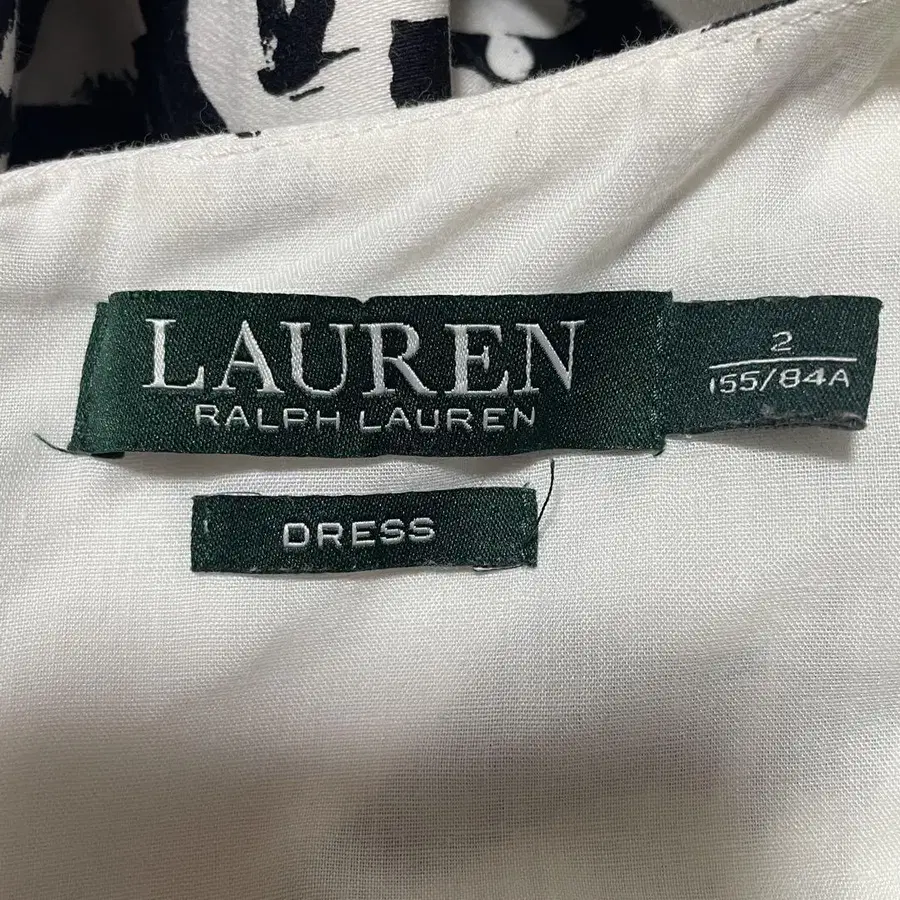 LAUREN
RALPH LAUREN
2
155/84A
DRESS